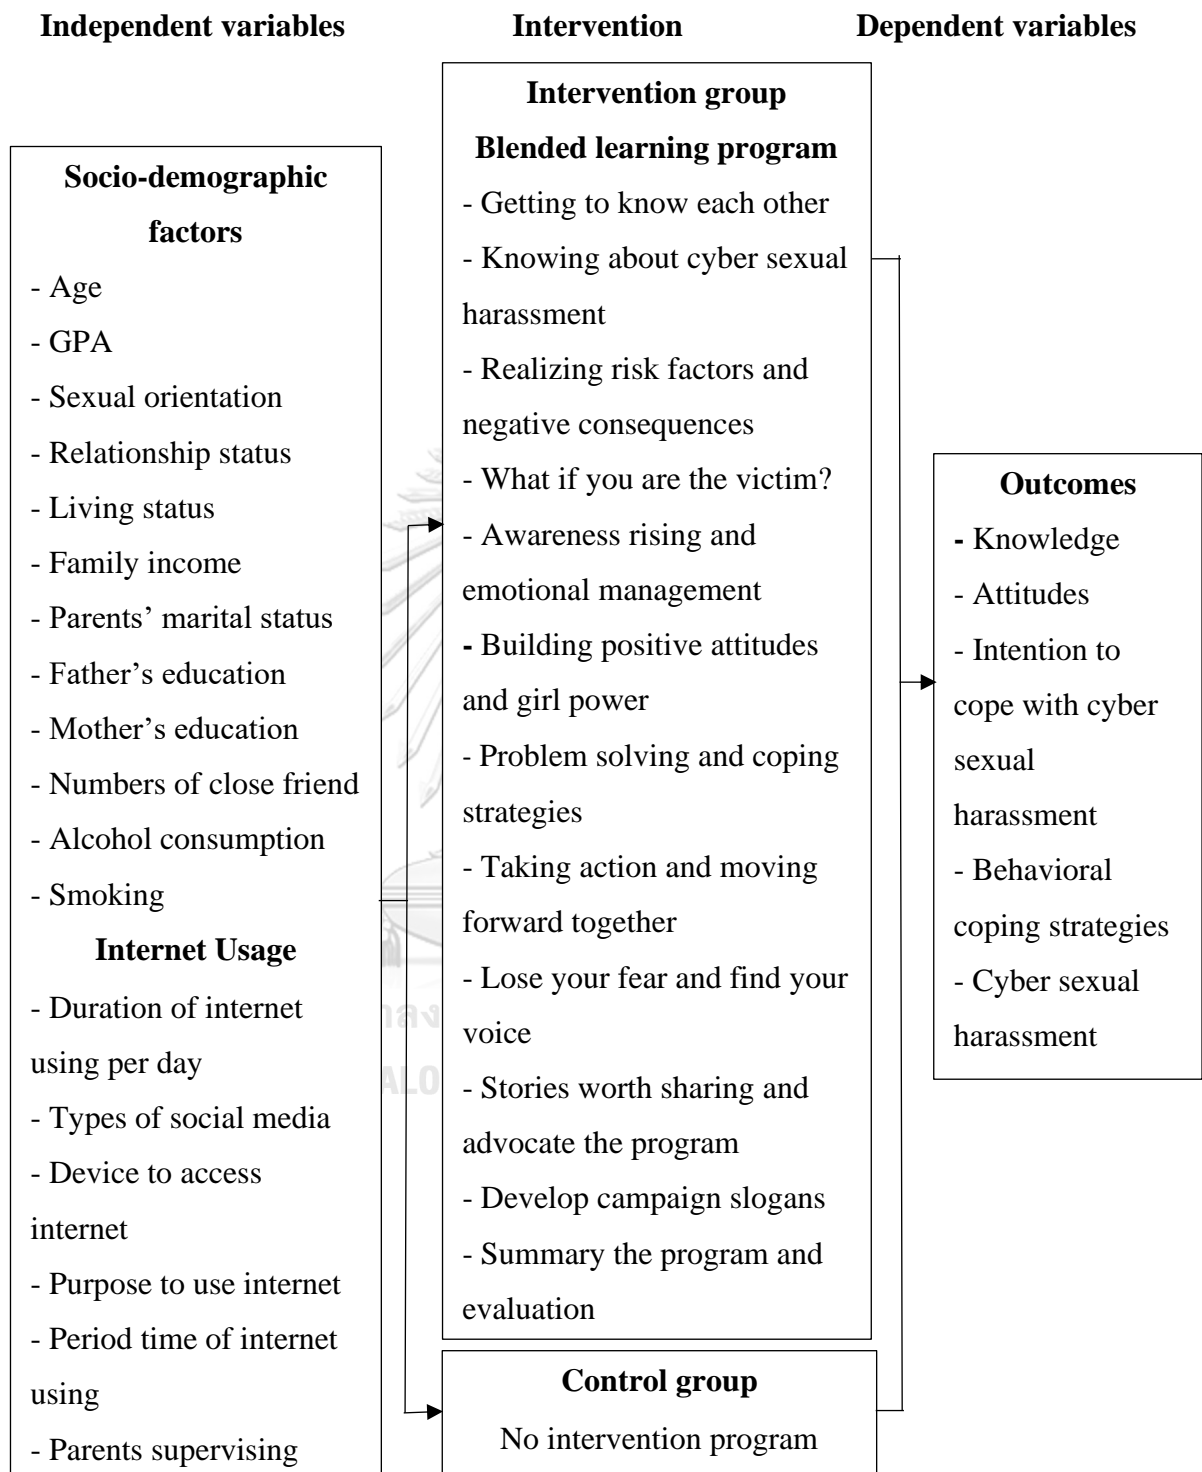 Independent variables
Intervention
Dependent variables
Socio-demographic
factors
- Age
- GPA
- Sexual orientation
- Relationship status
- Living status
- Family income
- Parents’ marital status
- Father’s education
- Mother’s education
- Numbers of close friend
- Alcohol consumption
- Smoking
Internet Usage
- Duration of internet
using per day
- Types of social media
- Device to access
internet
- Purpose to use internet
- Period time of internet
using
- Parents supervising
Intervention group
Blended learning program
- Getting to know each other
- Knowing about cyber sexual
harassment
- Realizing risk factors and
negative consequences
- What if you are the victim?
- Awareness rising and
emotional management
- Building positive attitudes
and girl power
- Problem solving and coping
strategies
- Taking action and moving
forward together
- Lose your fear and find your
voice
- Stories worth sharing and
advocate the program
- Develop campaign slogans
- Summary the program and
evaluation
Control group
No intervention program
Outcomes
- Knowledge
- Attitudes
- Intention to
cope with cyber
sexual
harassment
- Behavioral
coping strategies
- Cyber sexual
harassment